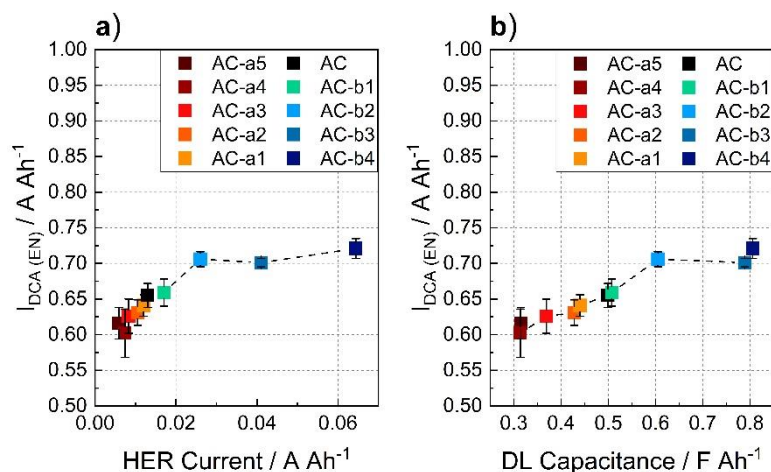 a)
1.00
0.95
0.90
0.85
0.80
0.75
0.70
0.65
0.60
0.55
0.50
I_DCA (EN) / A Ah⁻¹
AC-a5 AC
AC-a4 AC-b1
AC-a3 AC-b2
AC-a2 AC-b3
AC-a1 AC-b4
0.00 0.02 0.04 0.06
HER Current / A Ah⁻¹
b)
1.00
0.95
0.90
0.85
0.80
0.75
0.70
0.65
0.60
0.55
0.50
I_DCA (EN) / A Ah⁻¹
AC-a5 AC
AC-a4 AC-b1
AC-a3 AC-b2
AC-a2 AC-b3
AC-a1 AC-b4
0.3 0.4 0.5 0.6 0.7 0.8
DL Capacitance / F Ah⁻¹